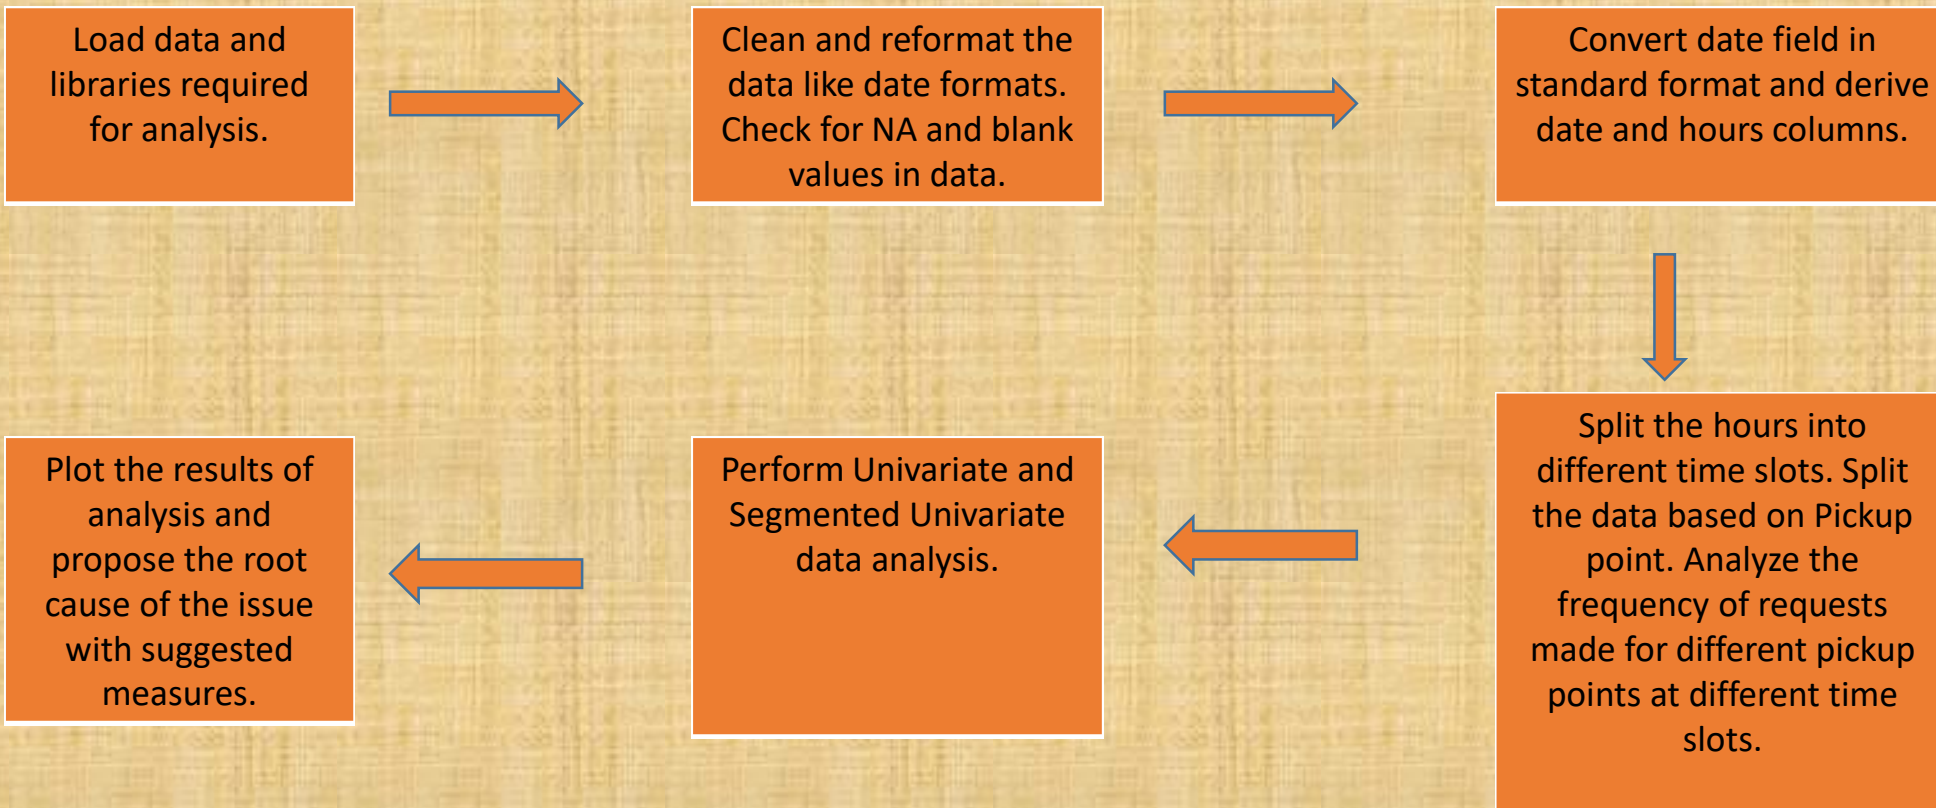 Load data and
libraries required
for analysis.
Clean and reformat the
data like date formats.
Check for NA and blank
values in data.
Convert date field in
standard format and derive
date and hours columns.
Split the hours into
different time slots. Split
the data based on Pickup
point. Analyze the
frequency of requests
made for different pickup
points at different time
slots.
Perform Univariate and
Segmented Univariate
data analysis.
Plot the results of
analysis and
propose the root
cause of the issue
with suggested
measures.